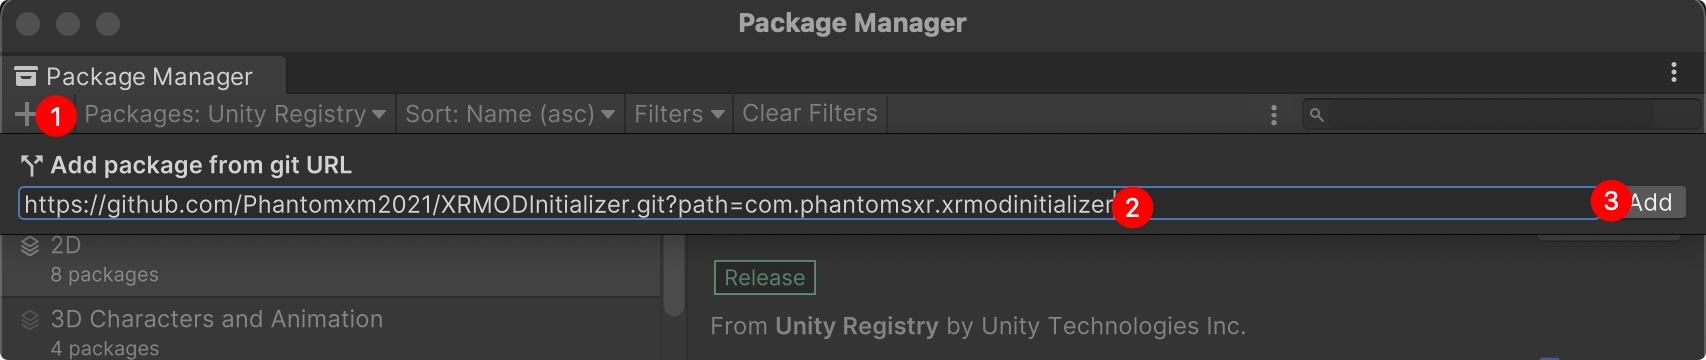 Package Manager
Package Manager
1 Packages: Unity Registry Sort: Name (asc) Filters Clear Filters
Add package from git URL
https://github.com/Phantomxm2021/XRMODInitializer.git?path=com.phantomsxr.xrmodinitializer 2 3 Add
2D
8 packages
Release
3D Characters and Animation
From Unity Registry by Unity Technologies Inc.
4 packages